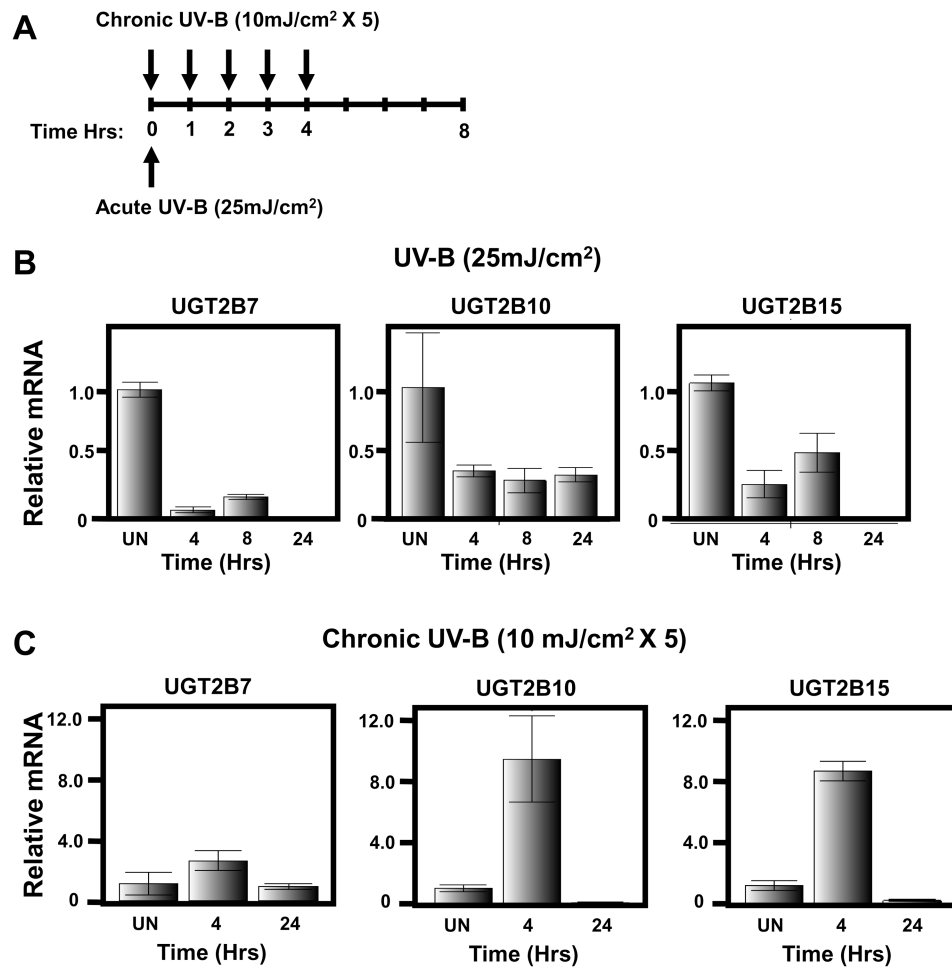 A
Chronic UV-B (10mJ/cm² X 5)
Time Hrs: 0 1 2 3 4 8
Acute UV-B (25mJ/cm²)
B
UV-B (25mJ/cm²)
UGT2B7 UGT2B10 UGT2B15
Relative mRNA
1.0 1.0 1.0
0.5 0.5 0.5
0 0 0
UN 4 8 24 UN 4 8 24 UN 4 8 24
Time (Hrs) Time (Hrs) Time (Hrs)
C
Chronic UV-B (10 mJ/cm² X 5)
UGT2B7 UGT2B10 UGT2B15
Relative mRNA
12.0 12.0 12.0
8.0 8.0 8.0
4.0 4.0 4.0
0 0 0
UN 4 24 UN 4 24 UN 4 24
Time (Hrs) Time (Hrs) Time (Hrs)